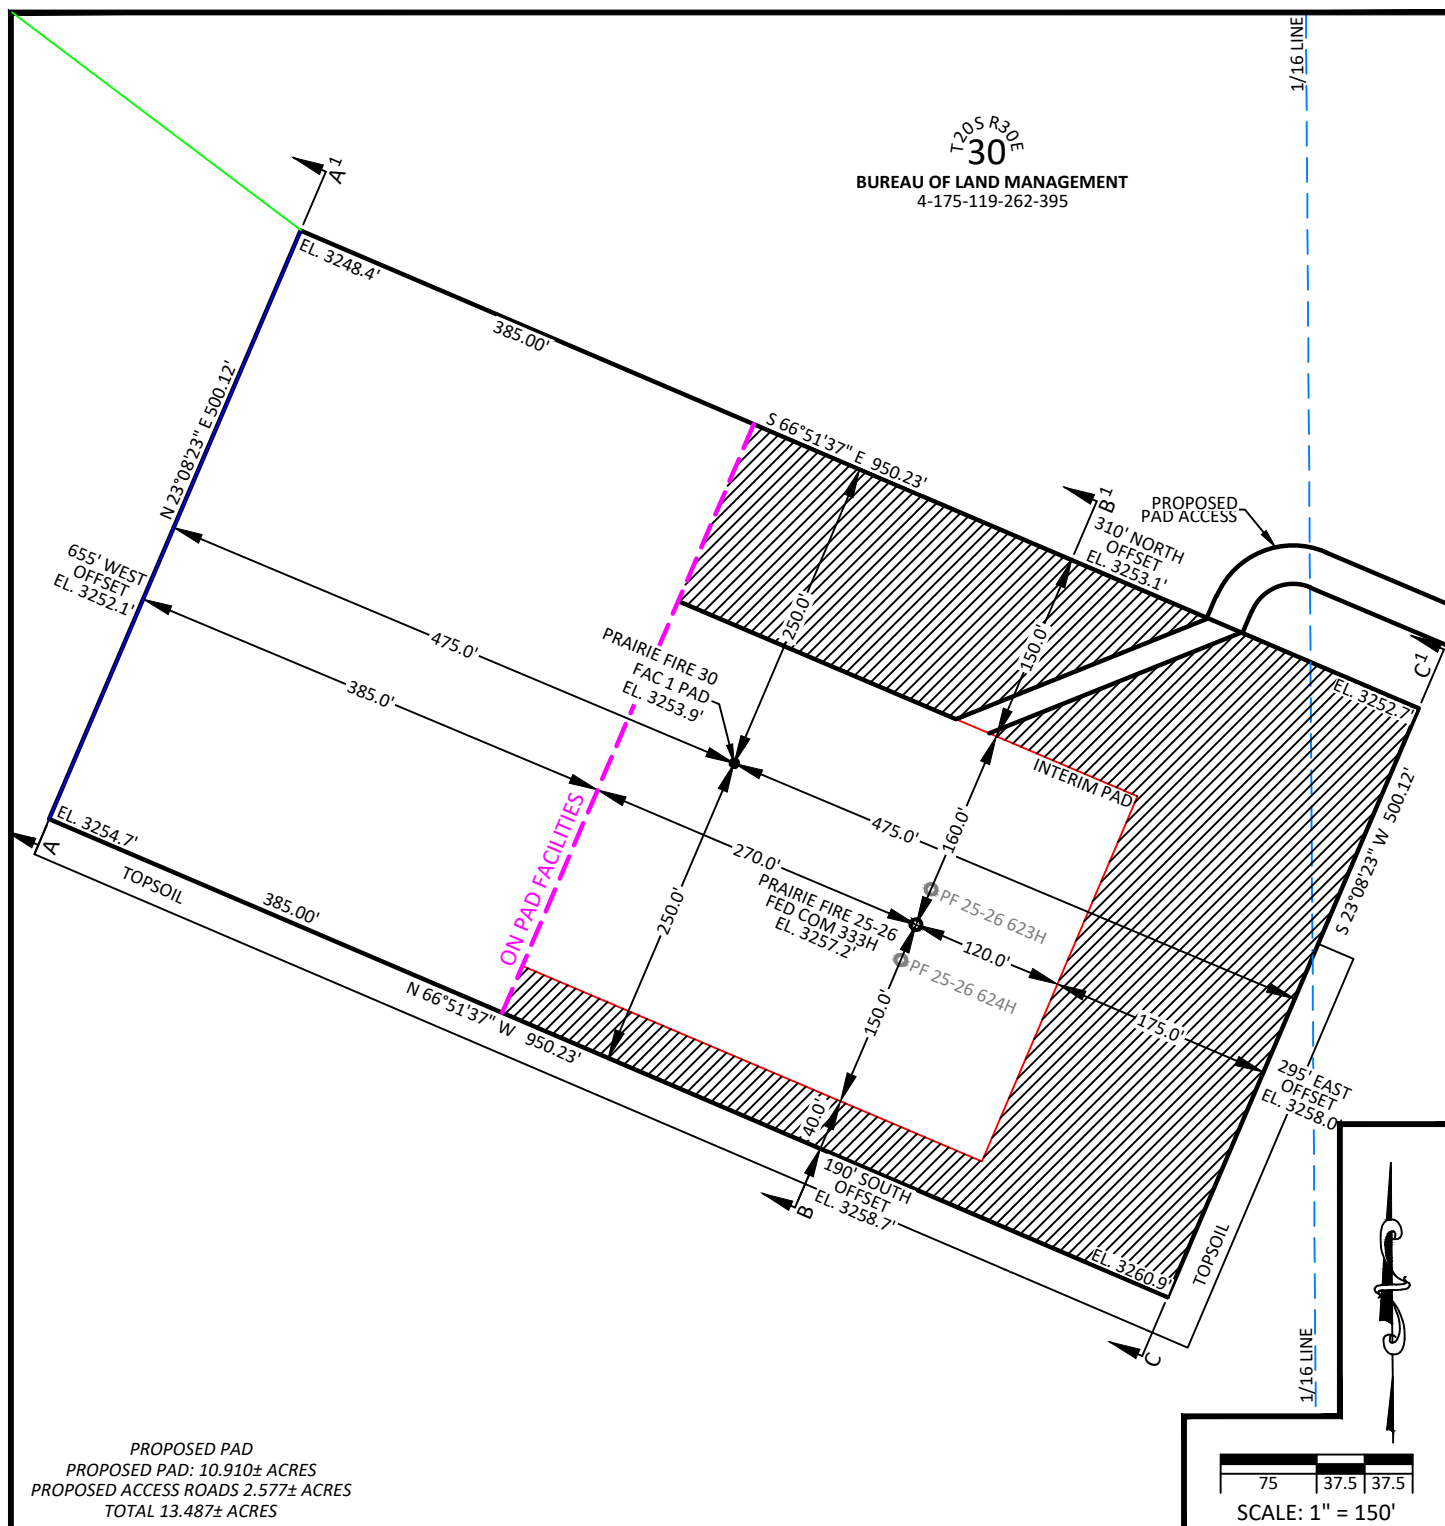 1/16 LINE
T20S R30E
30
BUREAU OF LAND MANAGEMENT
4-175-119-262-395
A1
EL. 3248.4'
385.00'
N 23°08'23" E 500.12'
S 66°51'37" E 950.23'
B1
310' NORTH
OFFSET
EL. 3253.1'
PROPOSED
PAD ACCESS
655' WEST
OFFSET
EL. 3252.1'
250.0'
150.0'
475.0'
385.0'
PRAIRIE FIRE 30
FAC 1 PAD
EL. 3253.9'
C1
EL. 3252.7'
INTERIM PAD
S 23°08'23" W 500.12'
EL. 3254.7'
A
TOPSOIL
385.00'
ON PAD FACILITIES
270.0'
475.0'
160.0'
250.0'
PRAIRIE FIRE 25-26
FED COM 333H
EL. 3257.2'
PF 25-26 623H
120.0'
PF 25-26 624H
150.0'
175.0'
N 66°51'37" W 950.23'
295' EAST
OFFSET
EL. 3258.0'
40.0'
190' SOUTH
OFFSET
EL. 3258.7'
B
EL. 3260.9'
TOPSOIL
C
1/16 LINE
PROPOSED PAD
PROPOSED PAD: 10.910± ACRES
PROPOSED ACCESS ROADS 2.577± ACRES
TOTAL 13.487± ACRES
75 37.5 37.5
SCALE: 1" = 150'